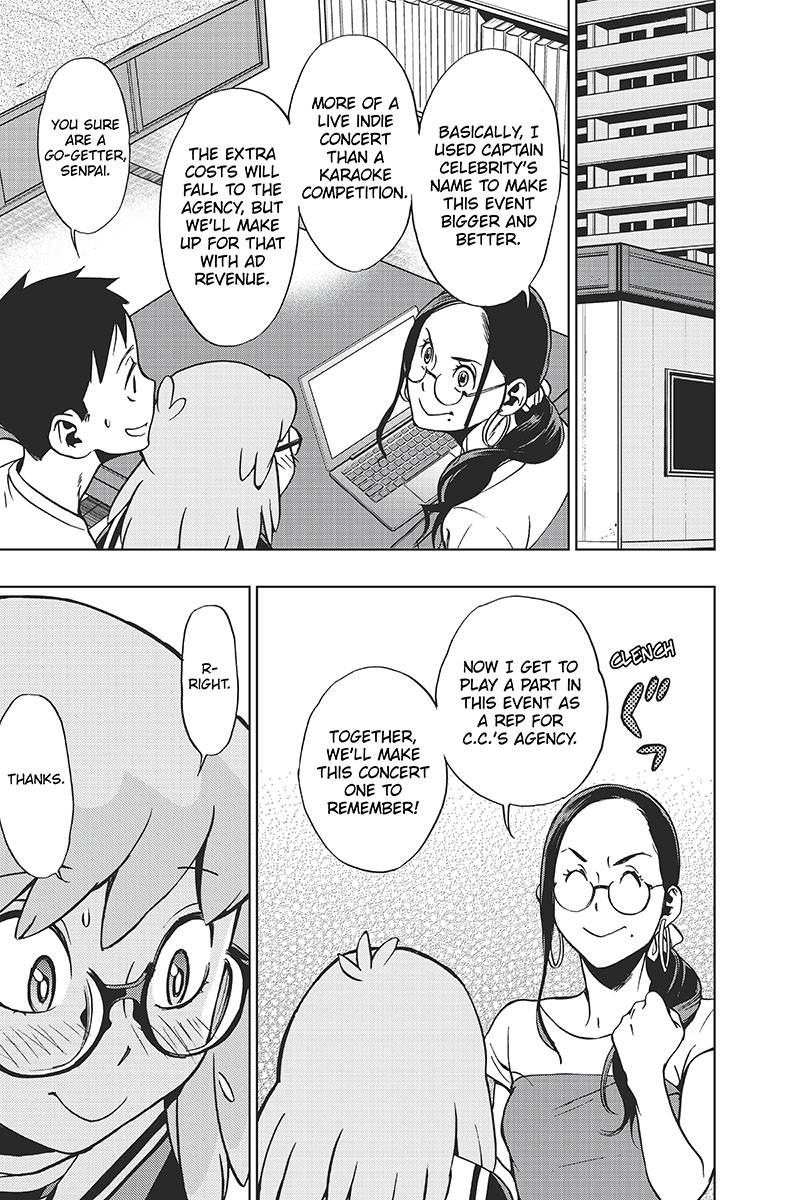 BASICALLY, I
USED CAPTAIN
CELEBRITY'S
NAME TO MAKE
THIS EVENT
BIGGER AND
BETTER.
MORE OF A
LIVE INDIE
CONCERT
THAN A
KARAOKE
COMPETITION.
THE EXTRA
COSTS WILL
FALL TO THE
AGENCY, BUT
WE'LL MAKE
UP FOR THAT
WITH AD
REVENUE.
YOU SURE
ARE A
GO-GETTER,
SENPAI.
CLENCH
NOW I GET TO
PLAY A PART IN
THIS EVENT AS
A REP FOR
C.C.'S AGENCY.
TOGETHER,
WE'LL MAKE
THIS CONCERT
ONE TO
REMEMBER!
R-
RIGHT.
THANKS.